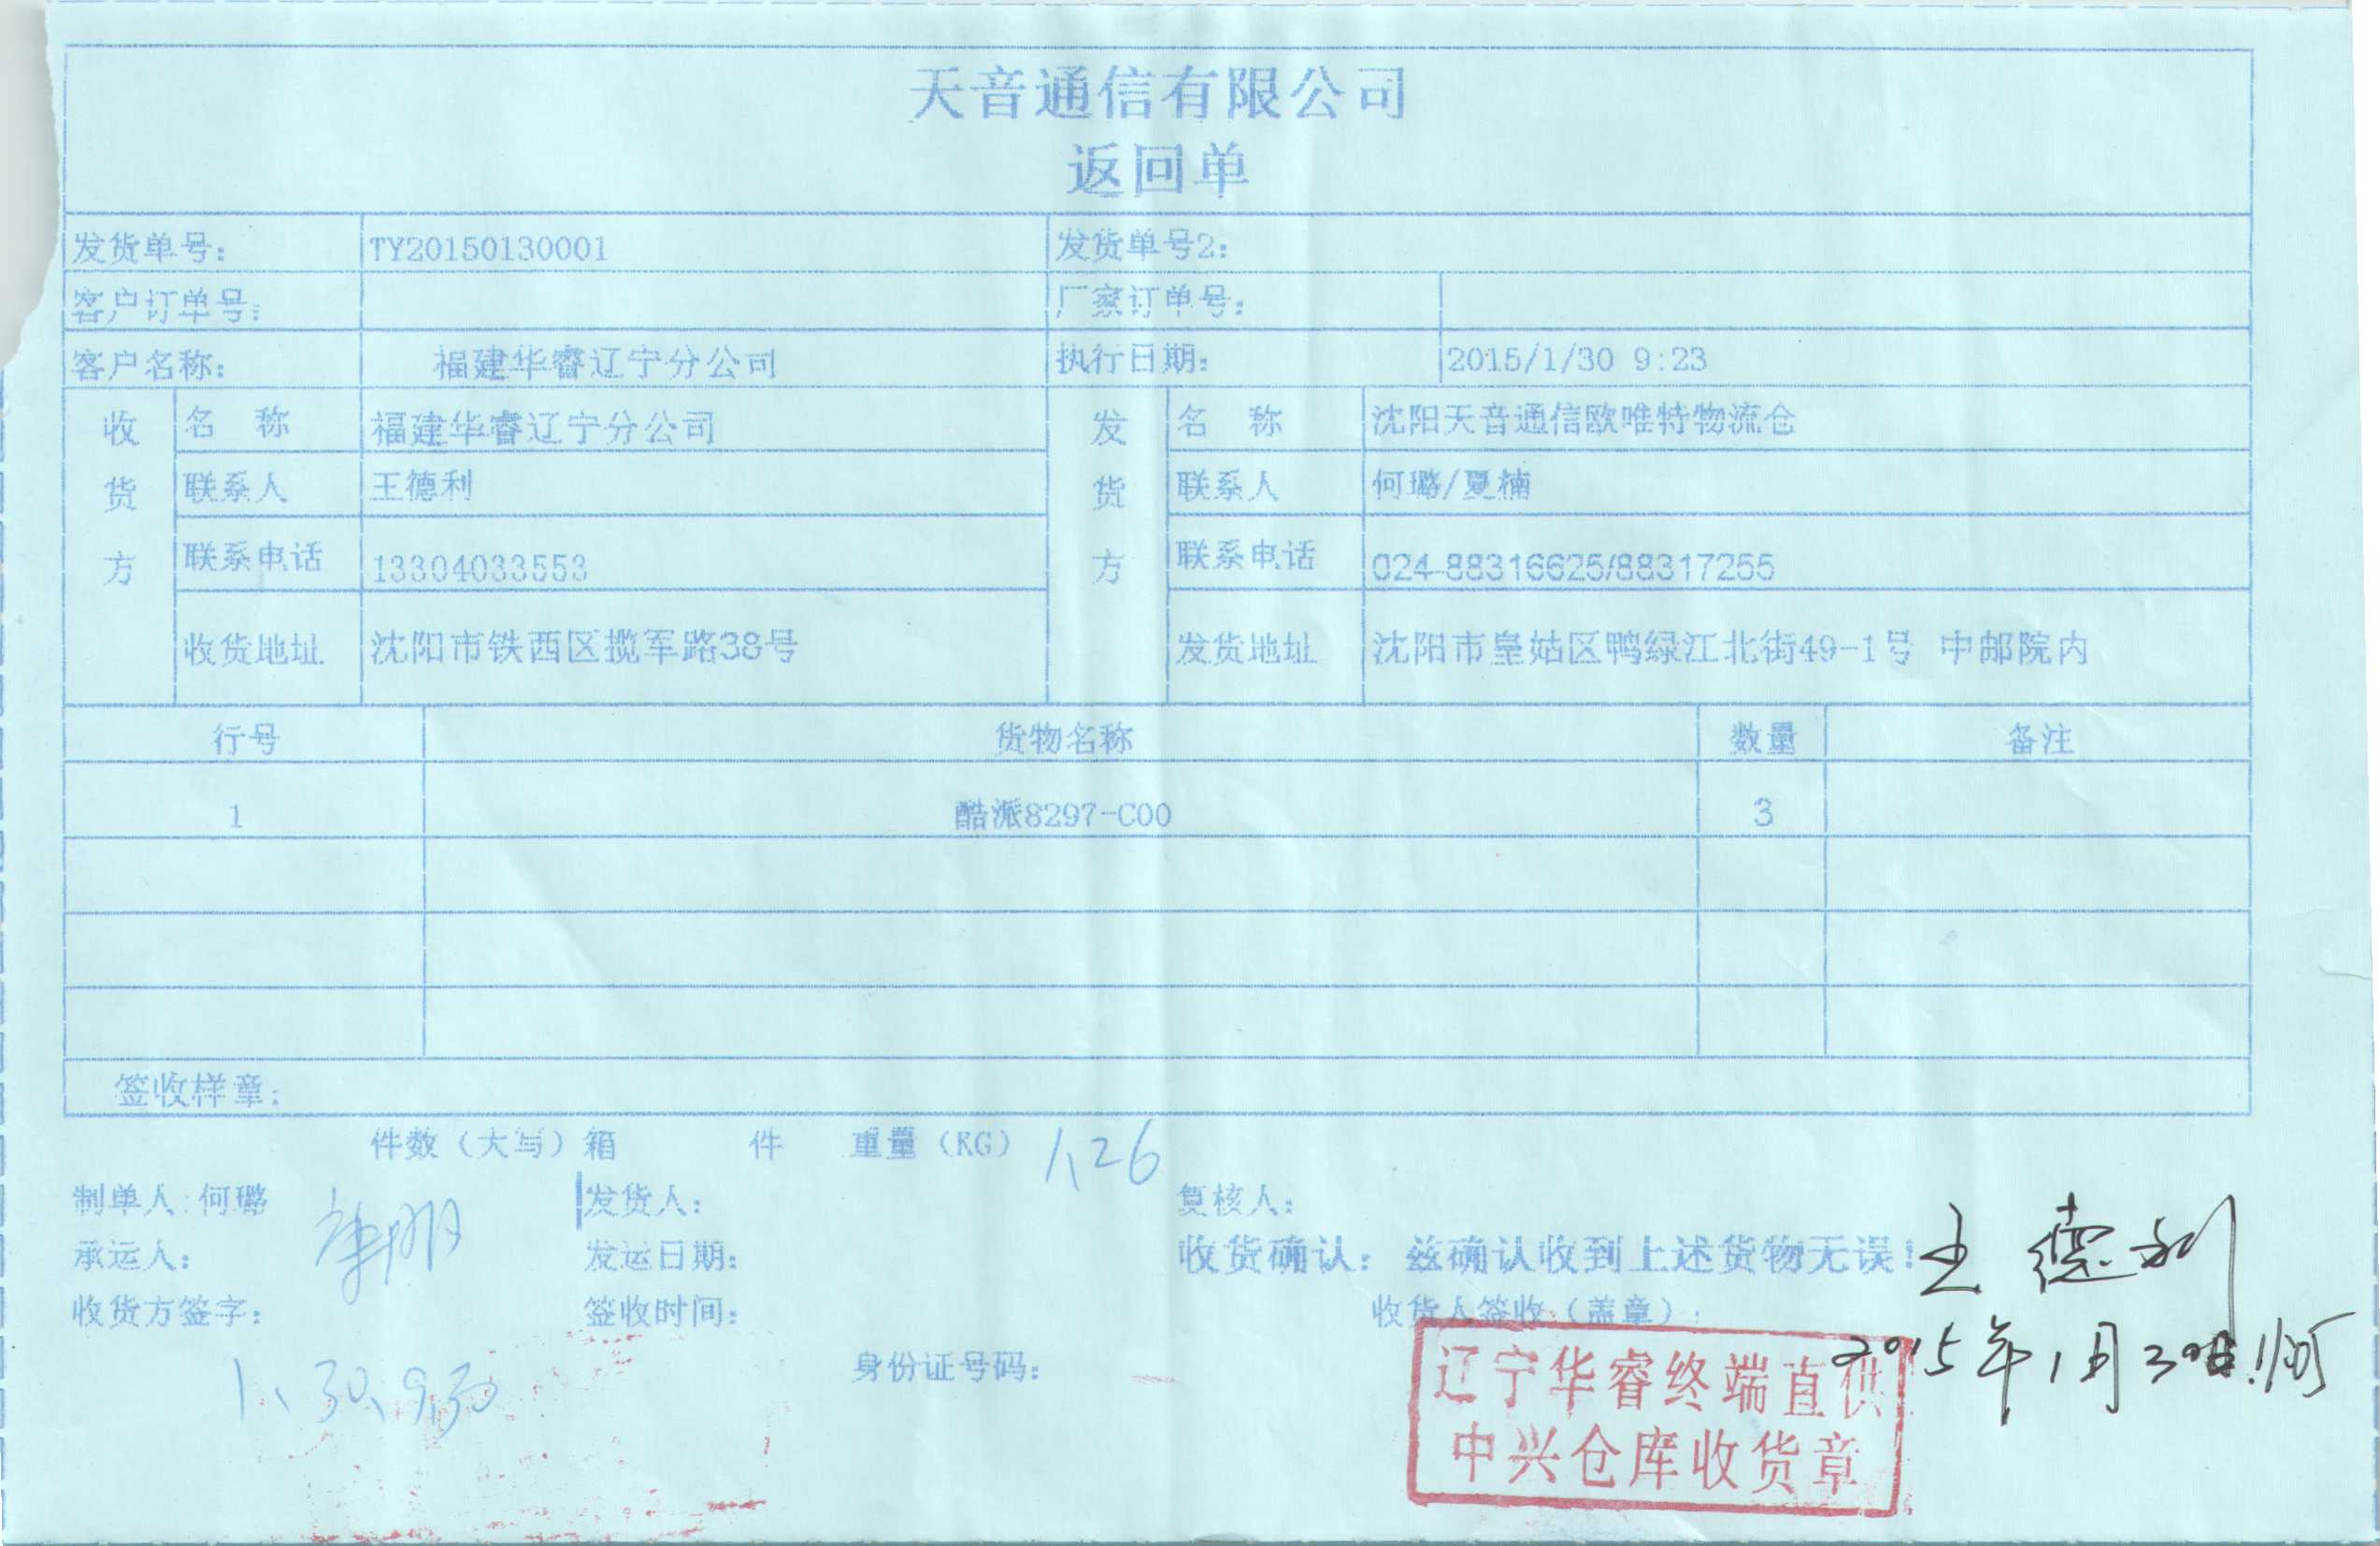 天音通信有限公司
返回单
发货单号: TY20150130001 发货单号2:
客户订单号: 厂家订单号:
客户名称: 福建华睿辽宁分公司 执行日期: 2015/1/30 9:23
收货方 名 称 福建华睿辽宁分公司 发货方 名 称 沈阳天音通信欧唯特物流仓
联系人 王德利 联系人 何璐/夏楠
联系电话 13304033553 联系电话 024-88316625/88317255
收货地址 沈阳市铁西区揽军路38号 发货地址 沈阳市皇姑区鸭绿江北街49-1号 中邮院内
行号 货物名称 数量 备注
1 酷派8297-C00 3
签收样章:
件数（大写）箱 件 重量（KG） 1.26
制单人:何璐 发货人: 复核人:
承运人: 发运日期: 收货确认: 兹确认收到上述货物无误! 王德利
收货方签字: 签收时间: 收货人签收（盖章）:
1、30、9:30 身份证号码: 2015年1月30日
辽宁华睿终端直供
中兴仓库收货章